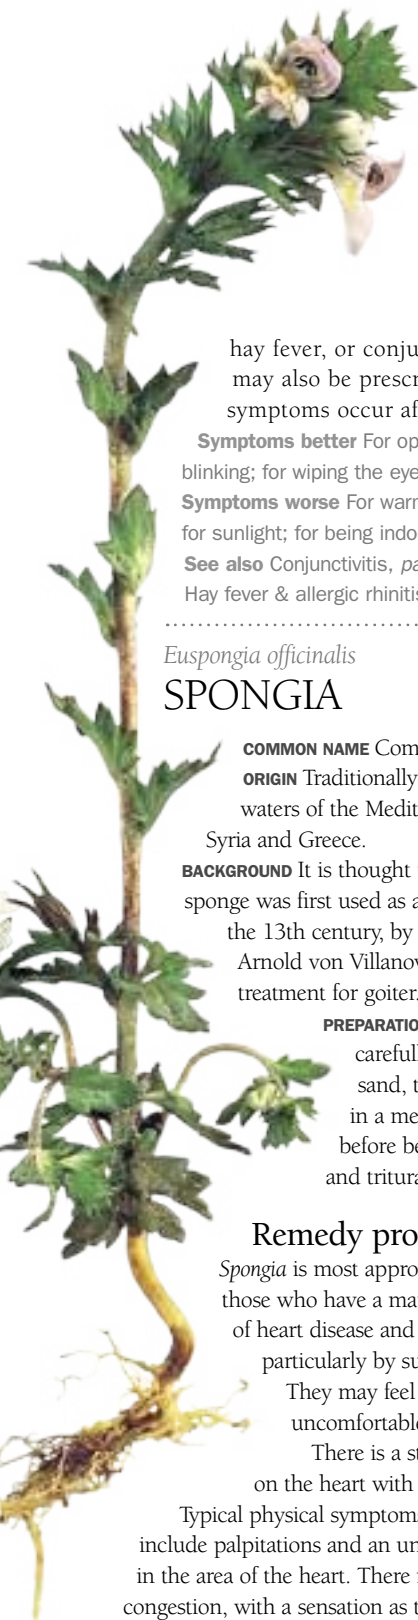 hay fever, or conju
may also be prescr
symptoms occur af
Symptoms better For op
blinking; for wiping the eye
Symptoms worse For warr
for sunlight; for being indo
See also Conjunctivitis, pa
Hay fever & allergic rhinitis
Euspongia officinalis
SPONGIA
COMMON NAME Com
ORIGIN Traditionally
waters of the Medit
Syria and Greece.
BACKGROUND It is thought
sponge was first used as a
the 13th century, by
Arnold von Villanov
treatment for goiter.
PREPARATIO
carefull
sand, t
in a me
before be
and tritura
Remedy pro
Spongia is most appro
those who have a ma
of heart disease and
particularly by su
They may feel
uncomfortable
There is a st
on the heart with
Typical physical symptoms
include palpitations and an un
in the area of the heart. There i
congestion, with a sensation as t